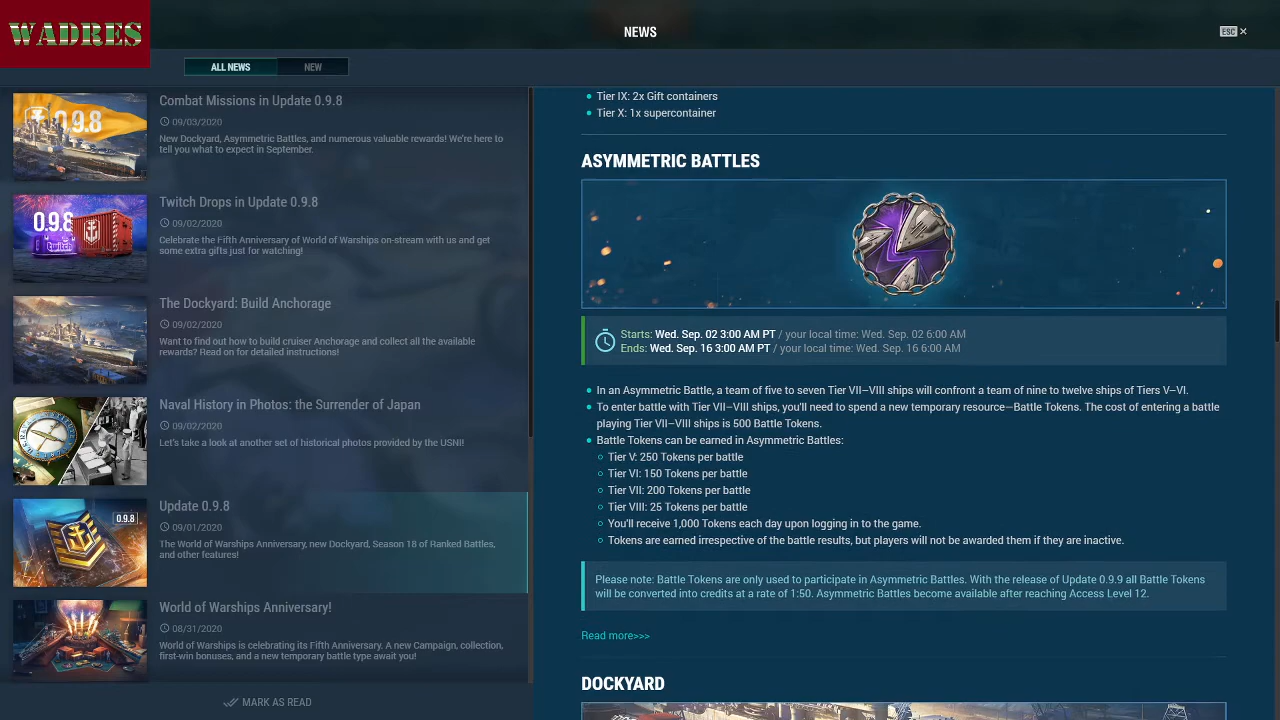 WADRES
NEWS
ESC ×
ALL NEWS
NEW
0.9.8
Combat Missions in Update 0.9.8
09/03/2020
New Dockyard, Asymmetric Battles, and numerous valuable rewards! We're here to
tell you what to expect in September.
0.9.8
twitch
Twitch Drops in Update 0.9.8
09/02/2020
Celebrate the Fifth Anniversary of World of Warships on-stream with us and get
some extra gifts just for watching!
The Dockyard: Build Anchorage
09/02/2020
Want to find out how to build cruiser Anchorage and collect all the available
rewards? Read on for detailed instructions!
Naval History in Photos: the Surrender of Japan
09/02/2020
Let's take a look at another set of historical photos provided by the USNI!
0.9.8
Update 0.9.8
09/01/2020
The World of Warships Anniversary, new Dockyard, Season 18 of Ranked Battles,
and other features!
World of Warships Anniversary!
08/31/2020
World of Warships is celebrating its Fifth Anniversary. A new Campaign, collection,
first-win bonuses, and a new temporary battle type await you!
MARK AS READ
Tier IX: 2x Gift containers
Tier X: 1x supercontainer
ASYMMETRIC BATTLES
Starts: Wed. Sep. 02 3:00 AM PT / your local time: Wed. Sep. 02 6:00 AM
Ends: Wed. Sep. 16 3:00 AM PT / your local time: Wed. Sep. 16 6:00 AM
In an Asymmetric Battle, a team of five to seven Tier VII–VIII ships will confront a team of nine to twelve ships of Tiers V–VI.
To enter battle with Tier VII–VIII ships, you'll need to spend a new temporary resource—Battle Tokens. The cost of entering a battle
playing Tier VII–VIII ships is 500 Battle Tokens.
Battle Tokens can be earned in Asymmetric Battles:
Tier V: 250 Tokens per battle
Tier VI: 150 Tokens per battle
Tier VII: 200 Tokens per battle
Tier VIII: 25 Tokens per battle
You'll receive 1,000 Tokens each day upon logging in to the game.
Tokens are earned irrespective of the battle results, but players will not be awarded them if they are inactive.
Please note: Battle Tokens are only used to participate in Asymmetric Battles. With the release of Update 0.9.9 all Battle Tokens
will be converted into credits at a rate of 1:50. Asymmetric Battles become available after reaching Access Level 12.
Read more>>>
DOCKYARD